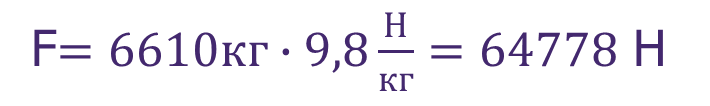 F= 6610кг · 9,8 Н/кг = 64778 Н